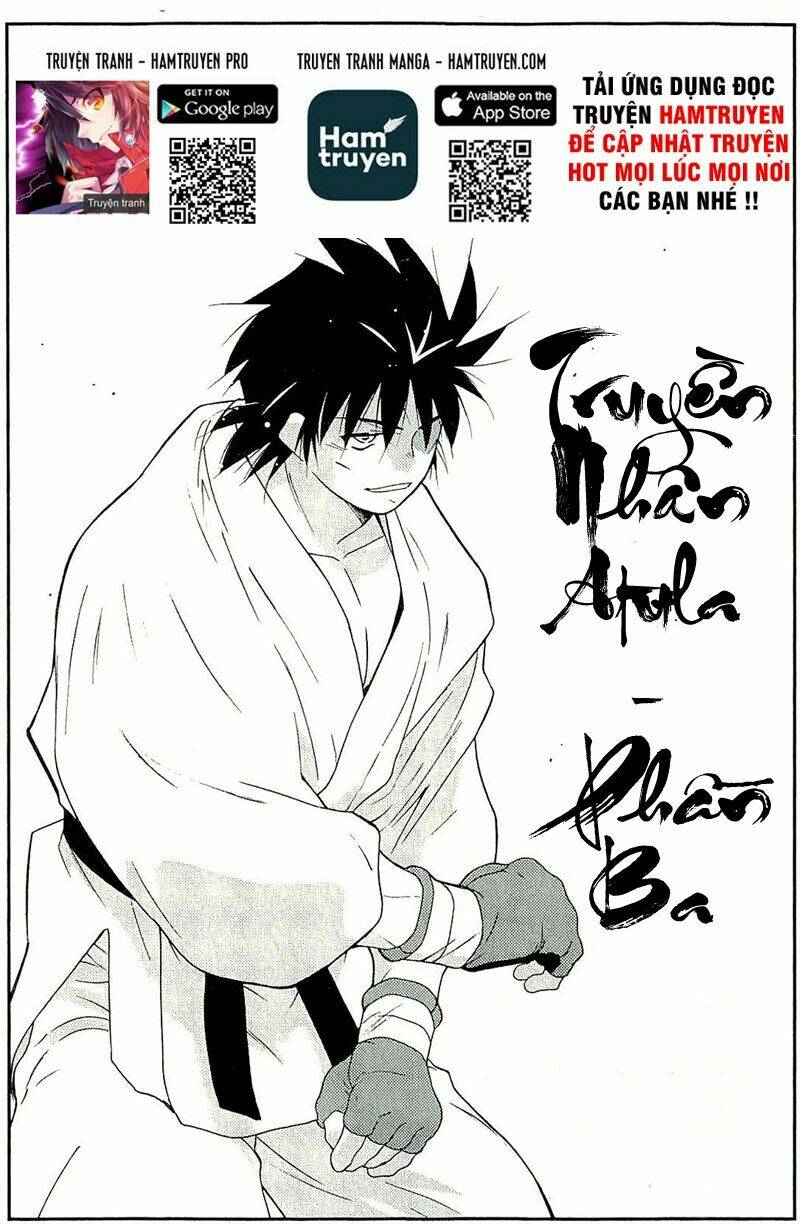 TRUYỆN TRANH - HAMTRUYEN PRO
TRUYEN TRANH MANGA - HAMTRUYEN.COM
GET IT ON
Google play
Truyện tranh
Ham
truyen
Available on the
App Store
TẢI ỨNG DỤNG ĐỌC
TRUYỆN HAMTRUYEN
ĐỂ CẬP NHẬT TRUYỆN
HOT MỌI LÚC MỌI NƠI
CÁC BẠN NHÉ !!
Truyền
Nhân
Atula
-
Phần
Ba